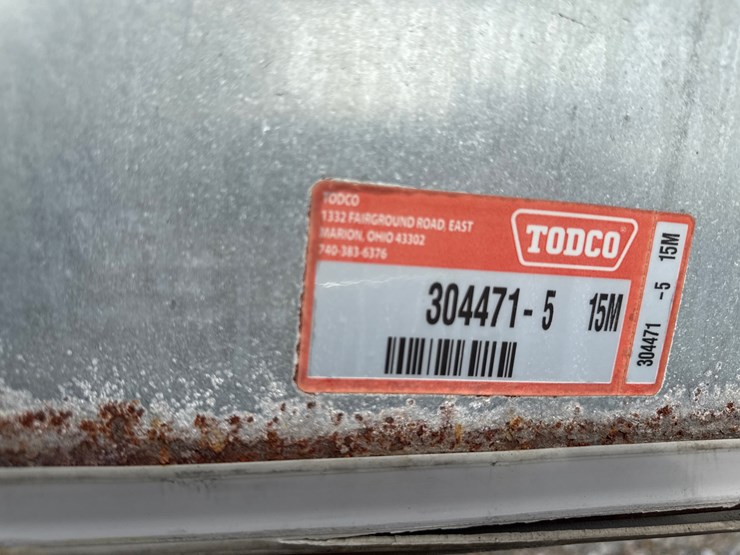 TODCO
1332 FAIRGROUND ROAD, EAST
MARION, OHIO 43302
740-383-6376
TODCO®
304471-5 15M
304471 -5 15M